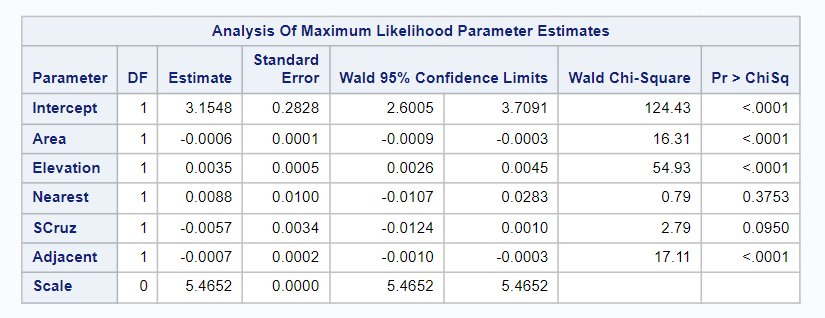 Analysis Of Maximum Likelihood Parameter Estimates
Parameter DF Estimate Standard Error Wald 95% Confidence Limits Wald Chi-Square Pr > ChiSq
Intercept 1 3.1548 0.2828 2.6005 3.7091 124.43 <.0001
Area 1 -0.0006 0.0001 -0.0009 -0.0003 16.31 <.0001
Elevation 1 0.0035 0.0005 0.0026 0.0045 54.93 <.0001
Nearest 1 0.0088 0.0100 -0.0107 0.0283 0.79 0.3753
SCruz 1 -0.0057 0.0034 -0.0124 0.0010 2.79 0.0950
Adjacent 1 -0.0007 0.0002 -0.0010 -0.0003 17.11 <.0001
Scale 0 5.4652 0.0000 5.4652 5.4652